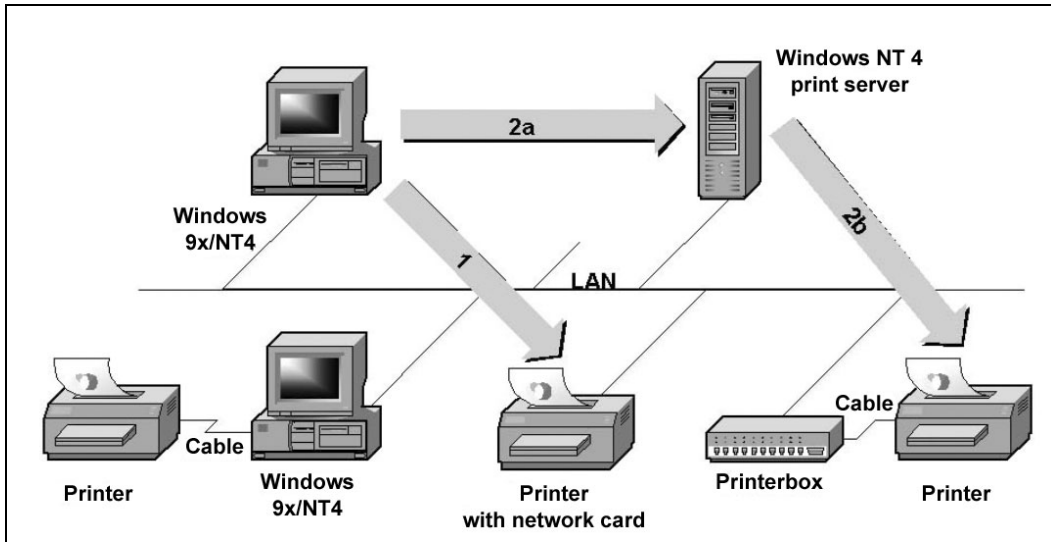 Windows NT 4
print server
2a
Windows
9x/NT4
1
2b
LAN
Cable
Cable
Printer
Windows
9x/NT4
Printer
with network card
Printerbox
Printer